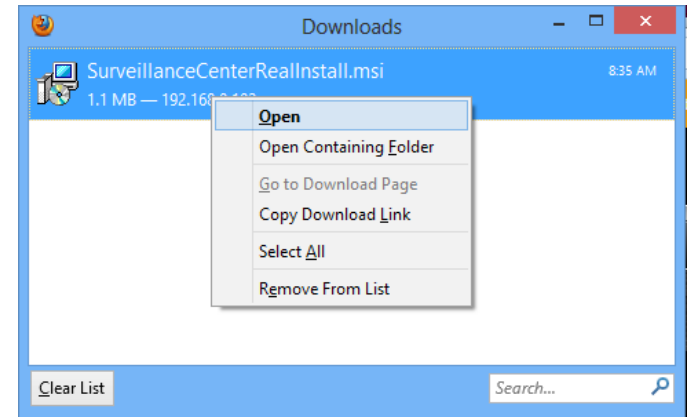 Downloads
SurveillanceCenterRealInstall.msi
8:35 AM
1.1 MB — 192.168
Open
Open Containing Folder
Go to Download Page
Copy Download Link
Select All
Remove From List
Clear List
Search...